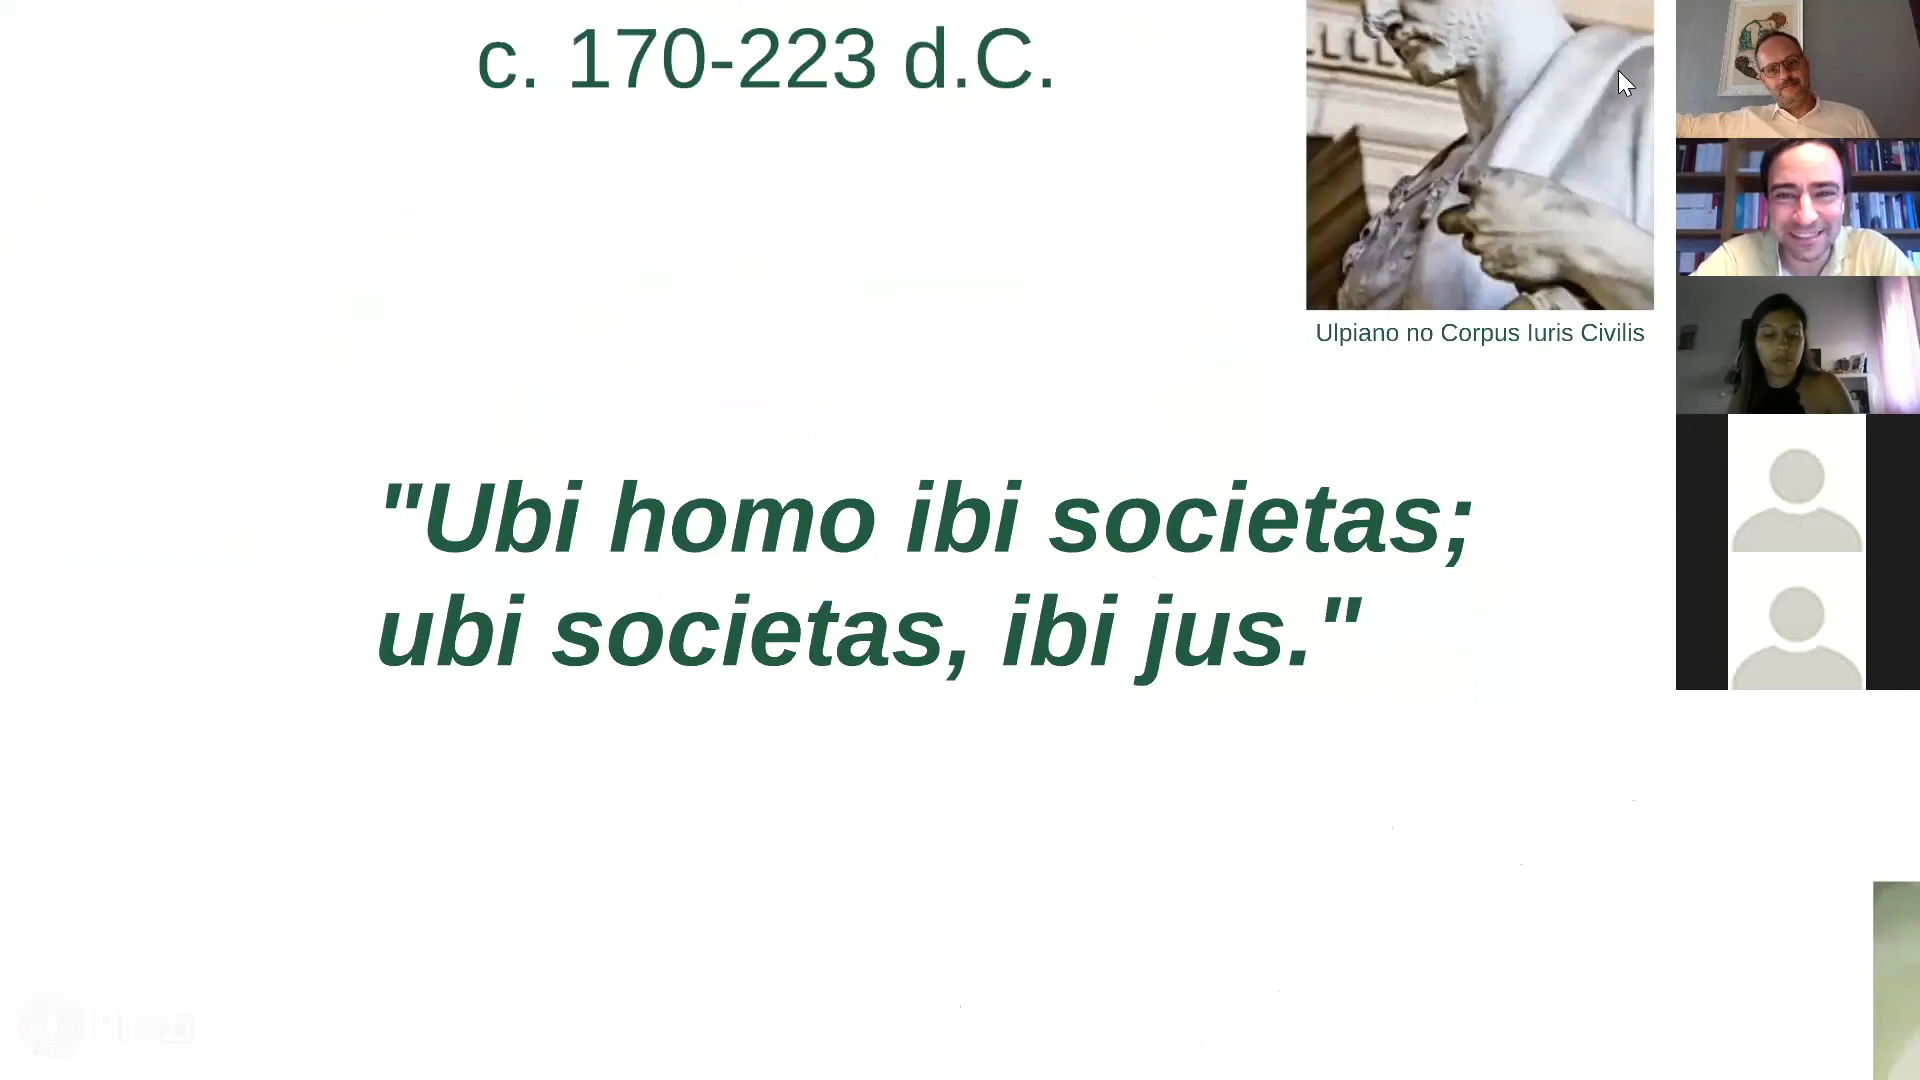 c. 170-223 d.C.
Ulpiano no Corpus Iuris Civilis
"Ubi homo ibi societas;
ubi societas, ibi jus."